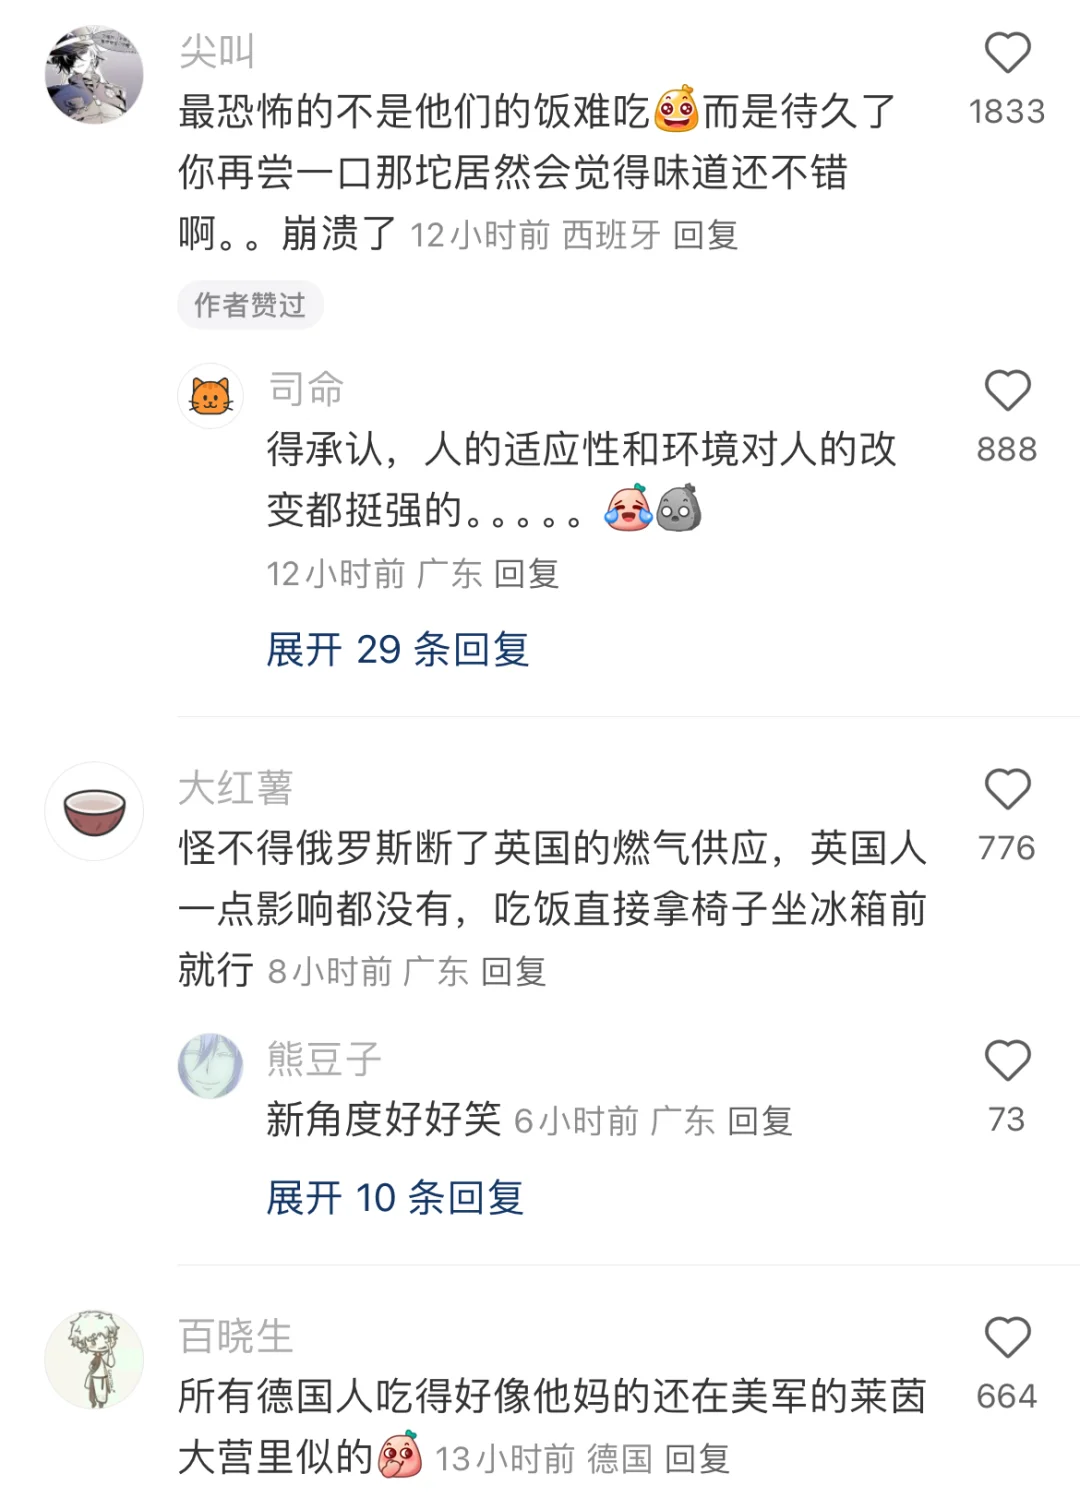 尖叫
1833
最恐怖的不是他们的饭难吃而是待久了
你再尝一口那坨居然会觉得味道还不错
啊。。崩溃了 12小时前 西班牙 回复
作者赞过
司命
888
得承认，人的适应性和环境对人的改
变都挺强的。。。。。
12小时前 广东 回复
展开 29 条回复
大红薯
776
怪不得俄罗斯断了英国的燃气供应，英国人
一点影响都没有，吃饭直接拿椅子坐冰箱前
就行 8小时前 广东 回复
熊豆子
73
新角度好好笑 6小时前 广东 回复
展开 10 条回复
百晓生
664
所有德国人吃得好像他妈的还在美军的莱茵
大营里似的 13小时前 德国 回复